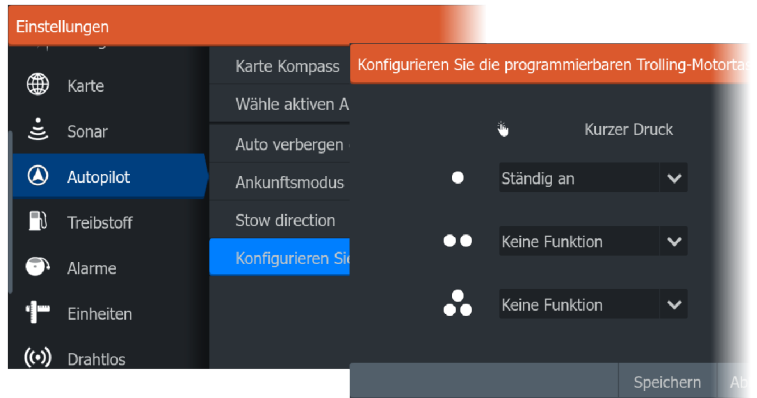 Einstellungen
Karte
Sonar
Autopilot
Treibstoff
Alarme
Einheiten
Drahtlos
Karte Kompass
Wähle aktiven A
Auto verbergen
Ankunftsmodus
Stow direction
Konfigurieren Sie
Konfigurieren Sie die programmierbaren Trolling-Motorta
Kurzer Druck
Ständig an
Keine Funktion
Keine Funktion
Speichern
Ab